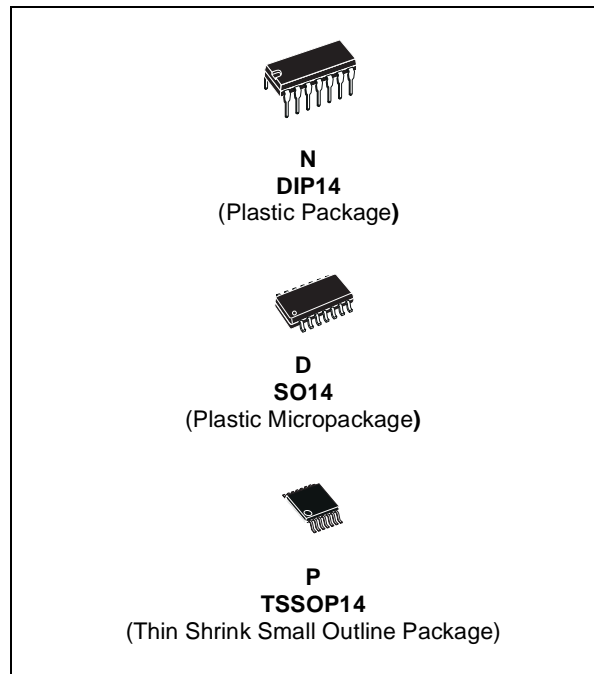 N
DIP14
(Plastic Package)
D
SO14
(Plastic Micropackage)
P
TSSOP14
(Thin Shrink Small Outline Package)